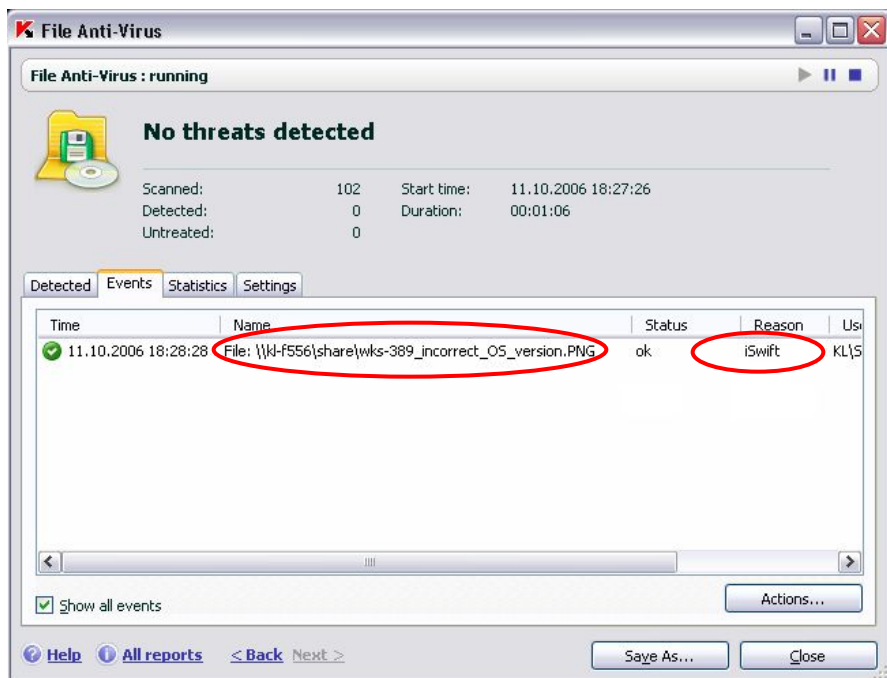 File Anti-Virus
File Anti-Virus : running
No threats detected
Scanned: 102 Start time: 11.10.2006 18:27:26
Detected: 0 Duration: 00:01:06
Untreated: 0
Detected Events Statistics Settings
Time Name Status Reason Us
11.10.2006 18:28:28 File: \\kl-f556\share\wks-389_incorrect_OS_version.PNG ok iSwift KL\S
Show all events Actions...
Help All reports < Back Next > Save As... Close